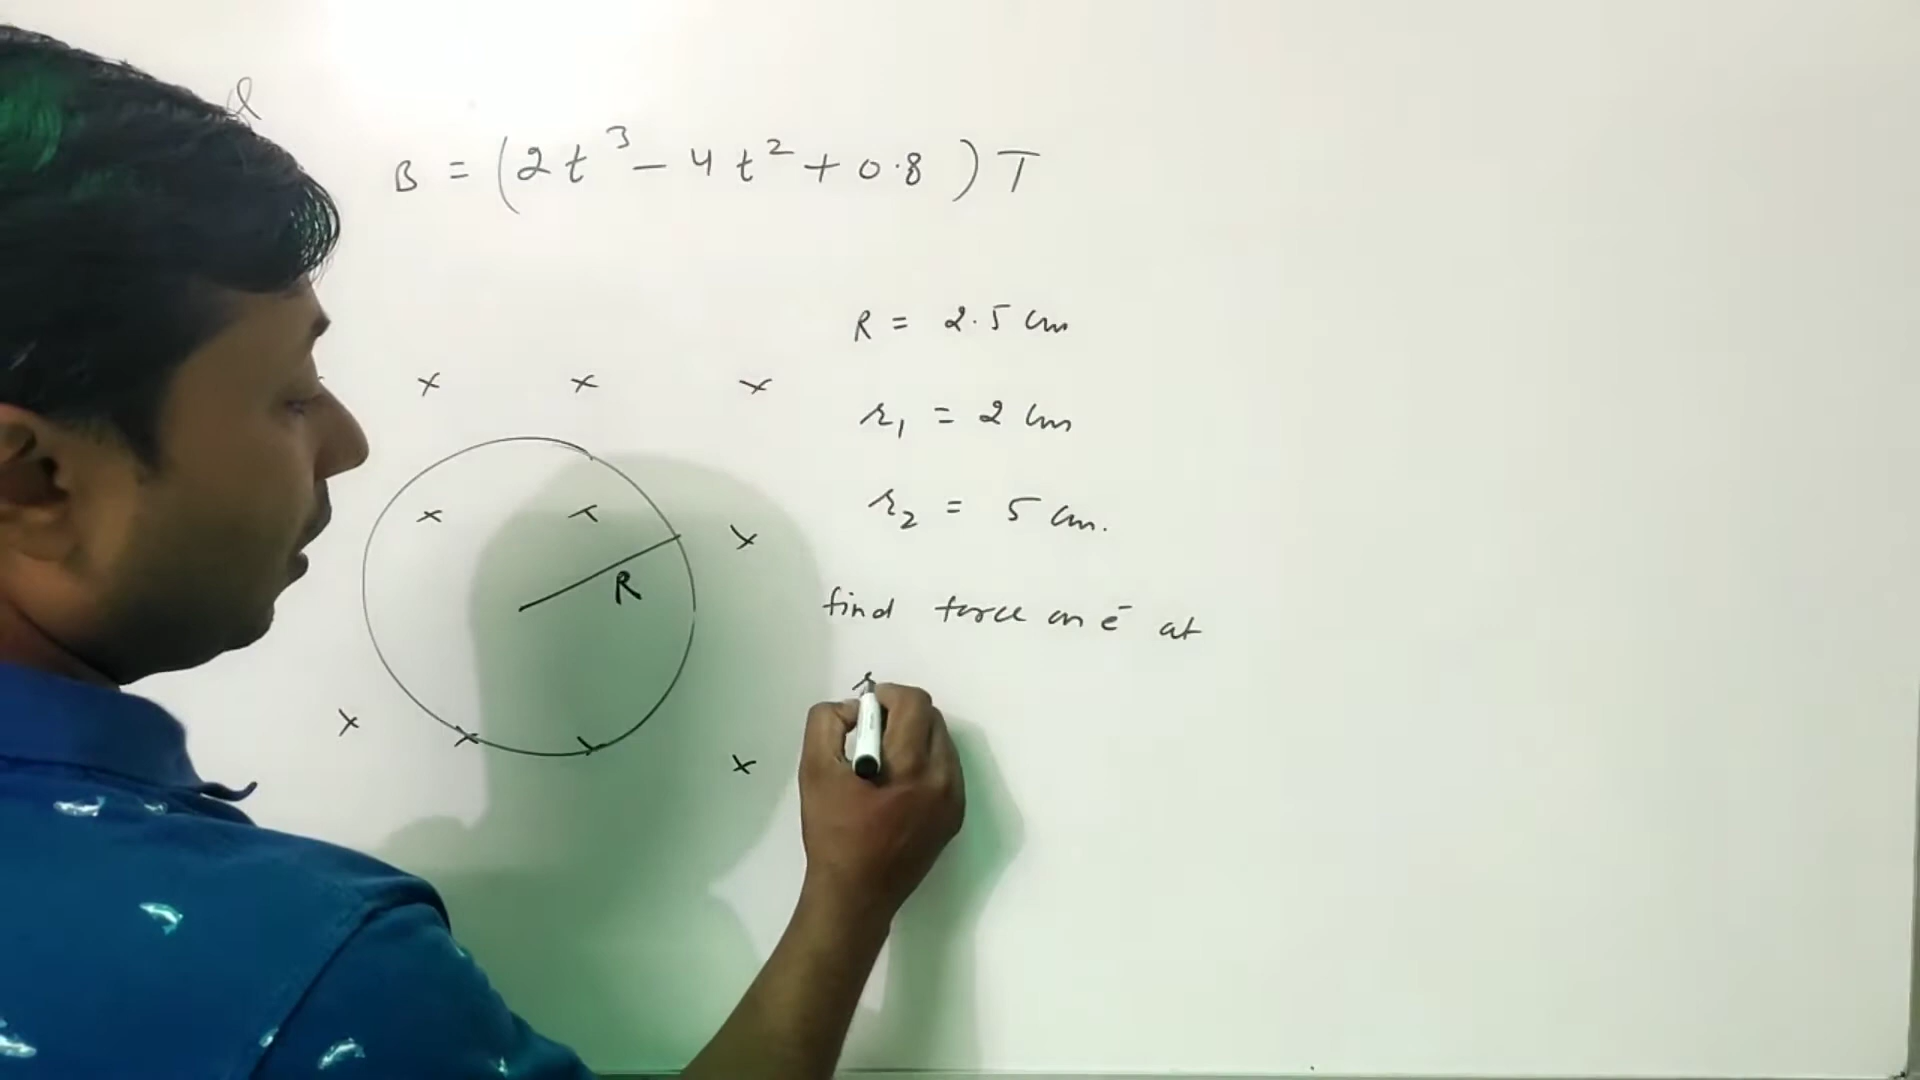 Q
B = (2t³ - 4t² + 0.8) T
R = 2.5 cm
r₁ = 2 cm
r₂ = 5 cm.
R
find force on e⁻ at
r